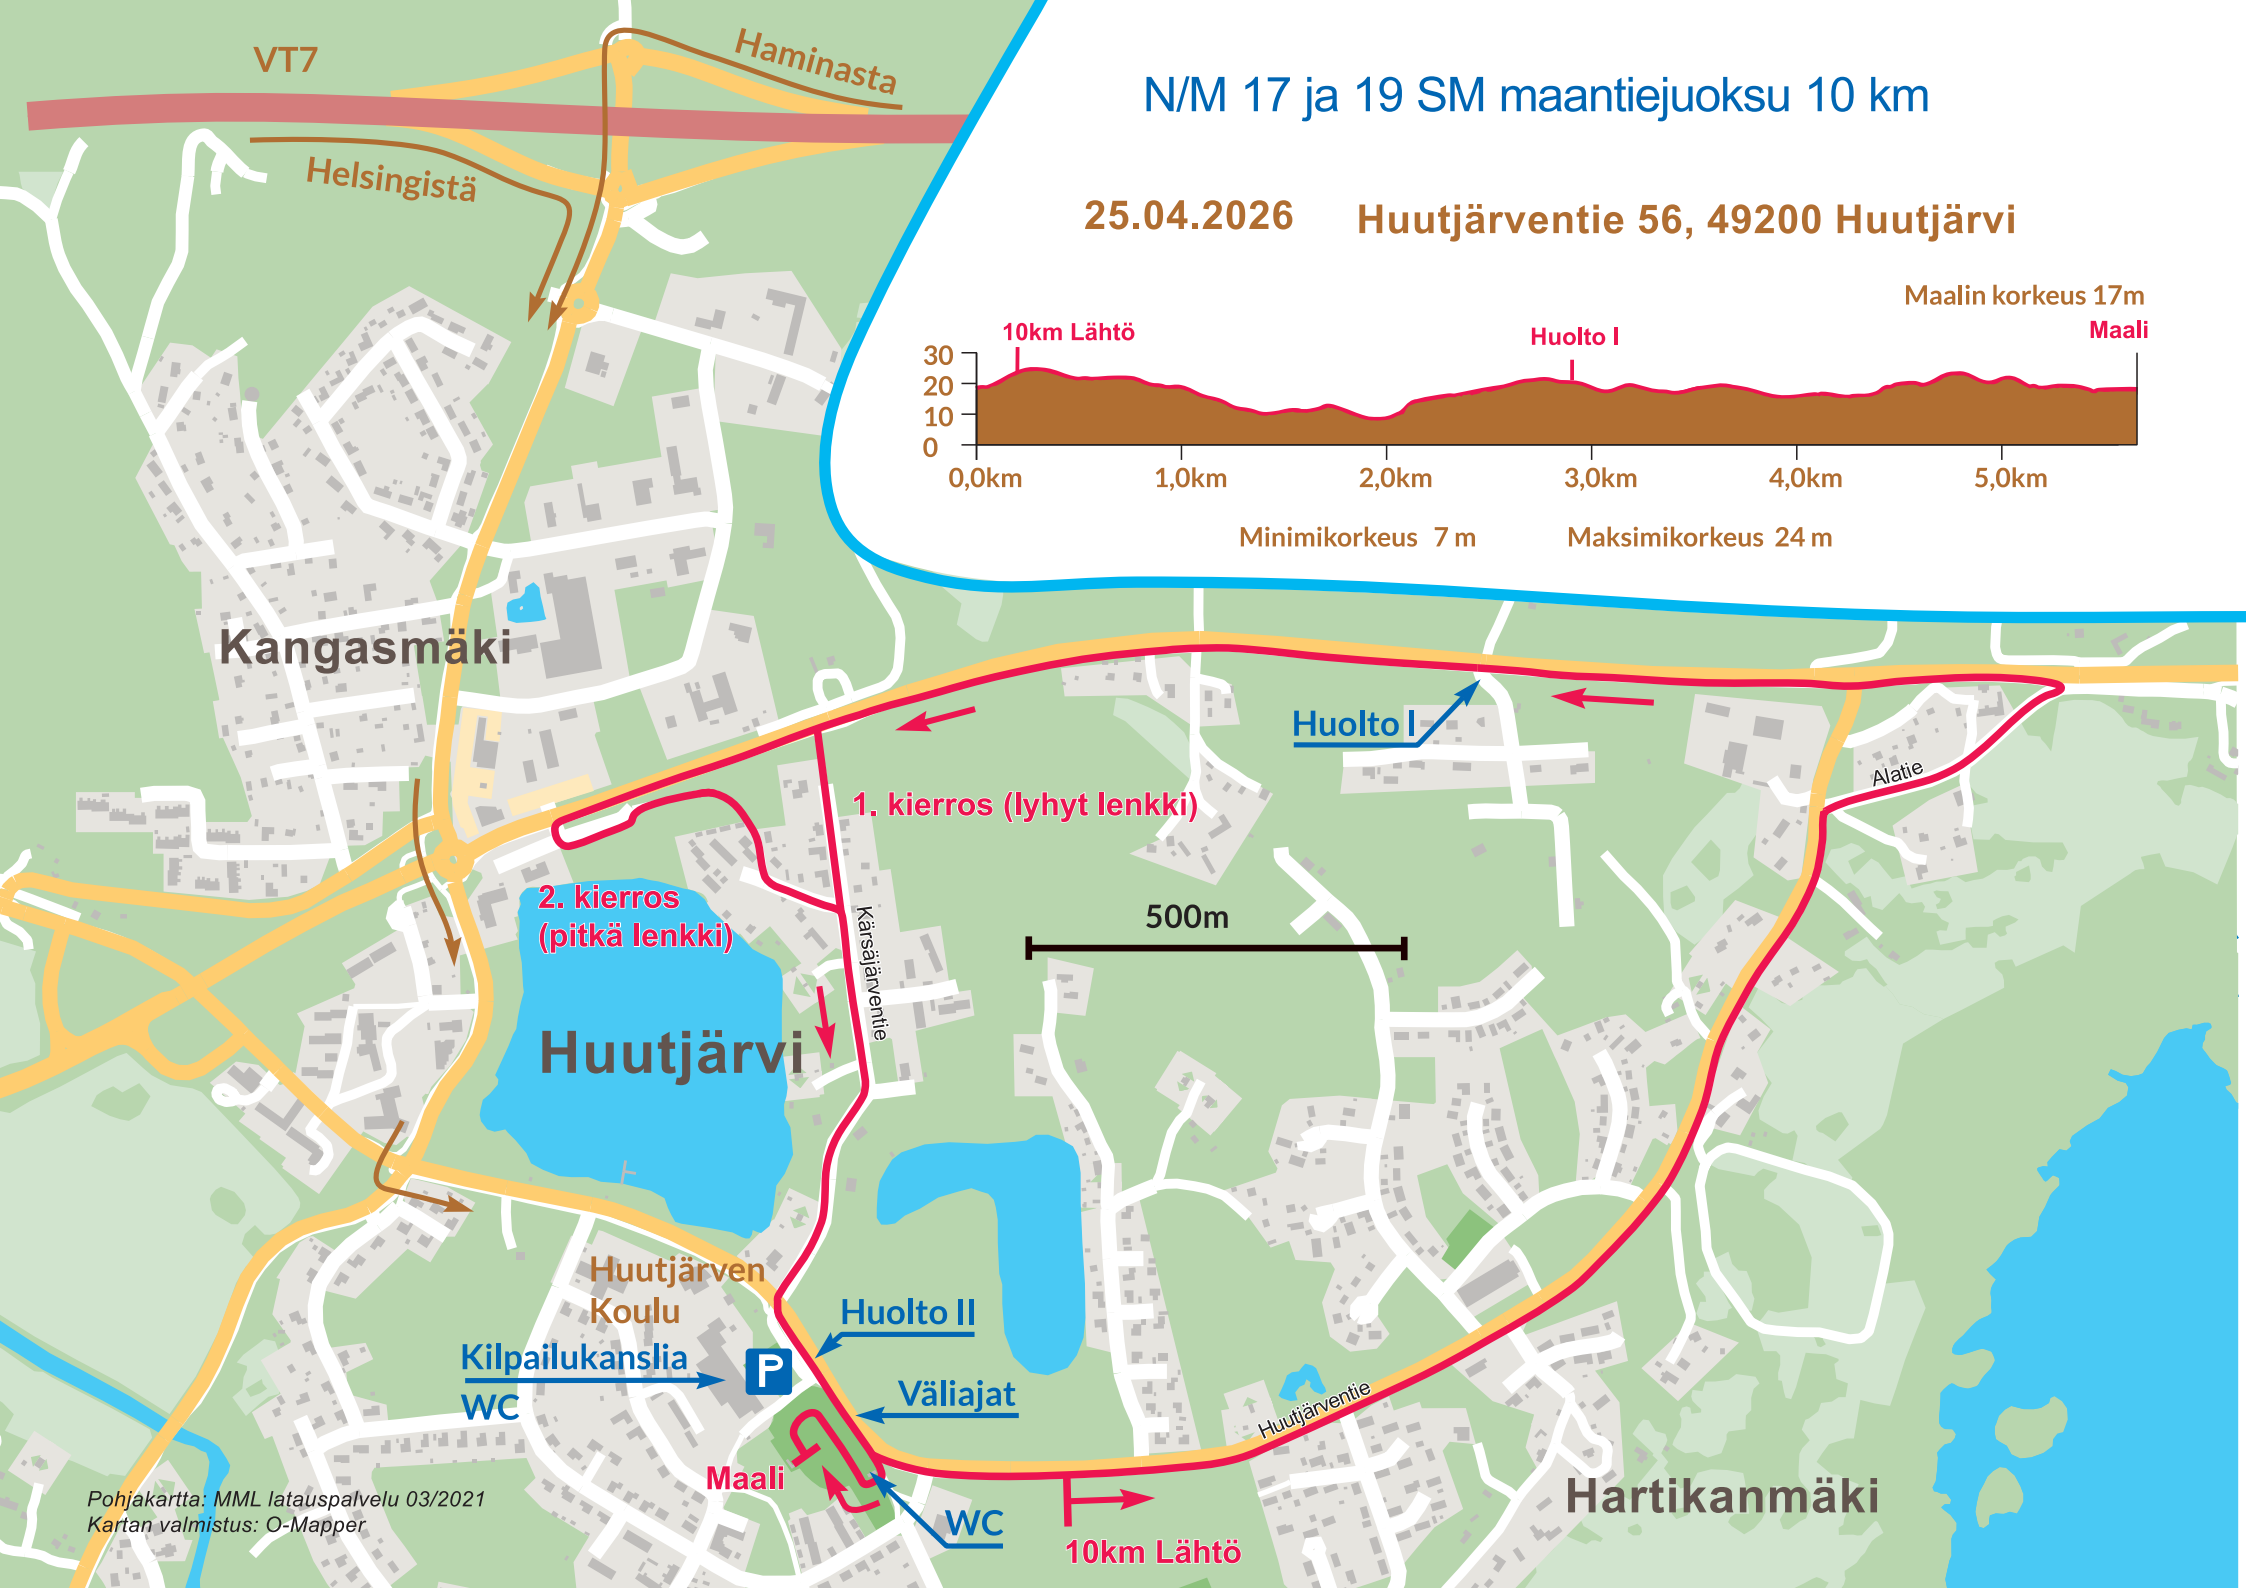 VT7
Haminasta
Helsingistä
N/M 17 ja 19 SM maantiejuoksu 10 km
25.04.2026 Huutjärventie 56, 49200 Huutjärvi
Maalin korkeus 17m
10km Lähtö
Huolto I
Maali
30
20
10
0
0,0km 1,0km 2,0km 3,0km 4,0km 5,0km
Minimikorkeus 7 m Maksimikorkeus 24 m
Kangasmäki
Huolto I
Alatie
1. kierros (lyhyt lenkki)
2. kierros
(pitkä lenkki)
Kärsäjärventie
500m
Huutjärvi
Huutjärven
Koulu
Huolto II
Kilpailukanslia
WC
P
Väliajat
Huutjärventie
Maali
WC
10km Lähtö
Hartikanmäki
Pohjakartta: MML latauspalvelu 03/2021
Kartan valmistus: O-Mapper